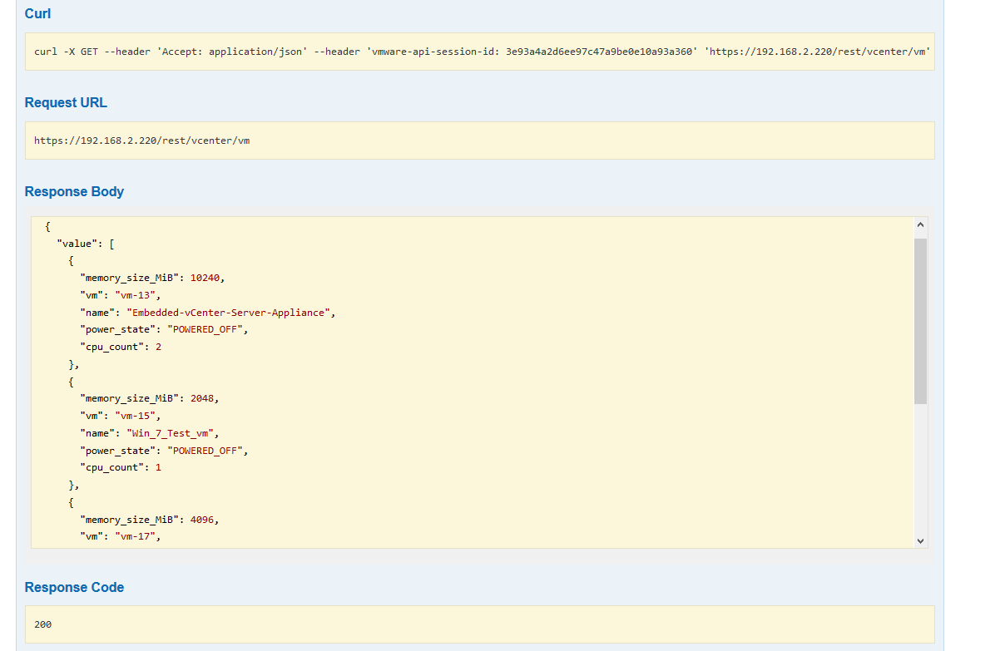 Curl
curl -X GET --header 'Accept: application/json' --header 'vmware-api-session-id: 3e93a4a2d6ee97c47a9be0e10a93a360' 'https://192.168.2.220/rest/vcenter/vm'
Request URL
https://192.168.2.220/rest/vcenter/vm
Response Body
{
"value": [
{
"memory_size_MiB": 10240,
"vm": "vm-13",
"name": "Embedded-vCenter-Server-Appliance",
"power_state": "POWERED_OFF",
"cpu_count": 2
},
{
"memory_size_MiB": 2048,
"vm": "vm-15",
"name": "Win_7_Test_vm",
"power_state": "POWERED_OFF",
"cpu_count": 1
},
{
"memory_size_MiB": 4096,
"vm": "vm-17",
Response Code
200